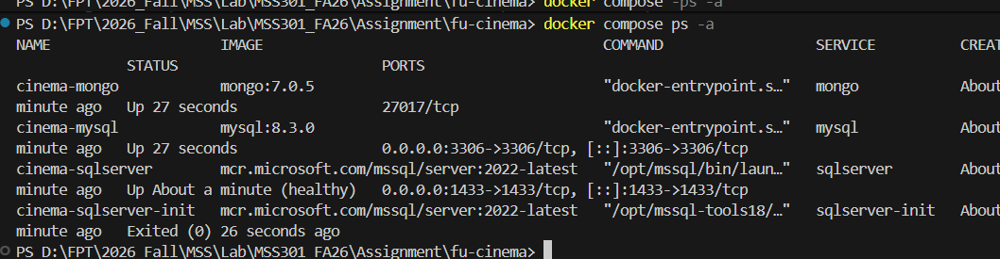 PS D:\FPT\2026_Fall\MSS\Lab\MSS301_FA26\Assignment\fu-cinema> docker compose -ps -a
PS D:\FPT\2026_Fall\MSS\Lab\MSS301_FA26\Assignment\fu-cinema> docker compose ps -a
NAME IMAGE COMMAND SERVICE CREAT
STATUS PORTS
cinema-mongo mongo:7.0.5 "docker-entrypoint.s…" mongo About
minute ago Up 27 seconds 27017/tcp
cinema-mysql mysql:8.3.0 "docker-entrypoint.s…" mysql About
minute ago Up 27 seconds 0.0.0.0:3306->3306/tcp, [::]:3306->3306/tcp
cinema-sqlserver mcr.microsoft.com/mssql/server:2022-latest "/opt/mssql/bin/laun…" sqlserver About
minute ago Up About a minute (healthy) 0.0.0.0:1433->1433/tcp, [::]:1433->1433/tcp
cinema-sqlserver-init mcr.microsoft.com/mssql/server:2022-latest "/opt/mssql-tools18/…" sqlserver-init About
minute ago Exited (0) 26 seconds ago
PS D:\FPT\2026_Fall\MSS\Lab\MSS301_FA26\Assignment\fu-cinema>